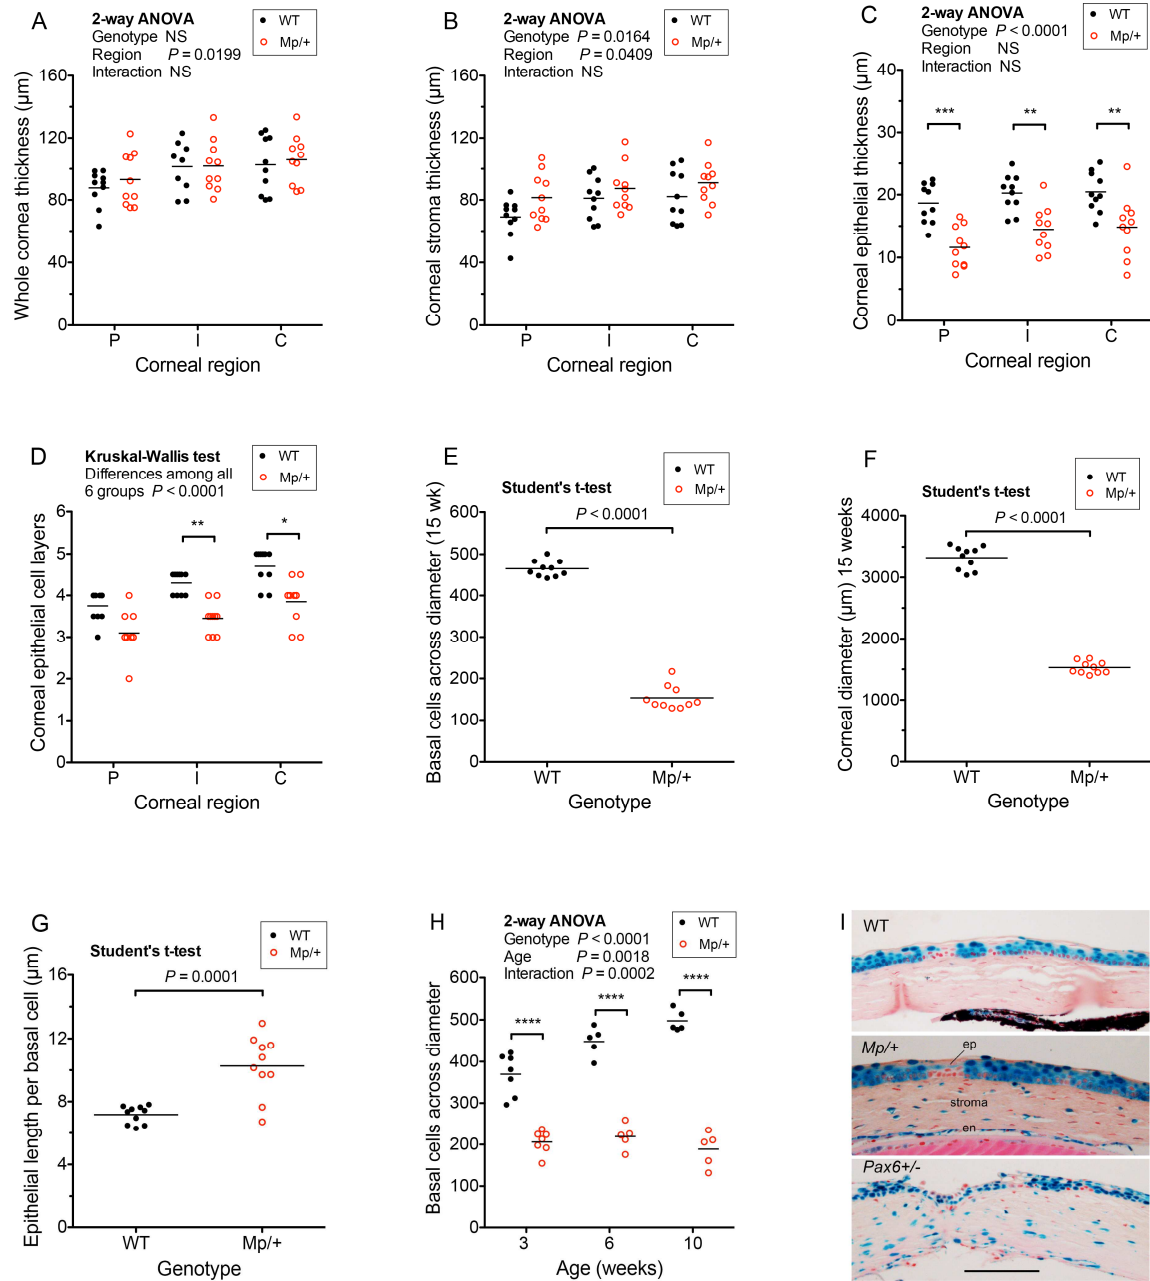 A
2-way ANOVA
Genotype NS
Region P = 0.0199
Interaction NS
WT
Mp/+
Whole cornea thickness (µm)
160
120
80
40
0
P I C
Corneal region
B
2-way ANOVA
Genotype P = 0.0164
Region P = 0.0409
Interaction NS
WT
Mp/+
Corneal stroma thickness (µm)
160
120
80
40
0
P I C
Corneal region
C
2-way ANOVA
Genotype P < 0.0001
Region NS
Interaction NS
WT
Mp/+
Corneal epithelial thickness (µm)
40
30
20
10
0
*** ** **
P I C
Corneal region
D
Kruskal-Wallis test
Differences among all
6 groups P < 0.0001
WT
Mp/+
Corneal epithelial cell layers
6
5
4
3
2
1
0
** *
P I C
Corneal region
E
WT
Mp/+
Student's t-test
P < 0.0001
Basal cells across diameter (15 wk)
600
500
400
300
200
100
0
WT Mp/+
Genotype
F
WT
Mp/+
Student's t-test
P < 0.0001
Corneal diameter (µm) 15 weeks
4000
3000
2000
1000
0
WT Mp/+
Genotype
G
WT
Mp/+
Student's t-test
P = 0.0001
Epithelial length per basal cell (µm)
16
12
8
4
0
WT Mp/+
Genotype
H
2-way ANOVA
Genotype P < 0.0001
Age P = 0.0018
Interaction P = 0.0002
WT
Mp/+
Basal cells across diameter
600
500
400
300
200
100
0
**** **** ****
3 6 10
Age (weeks)
I
WT
Mp/+
ep
stroma
en
Pax6+/-